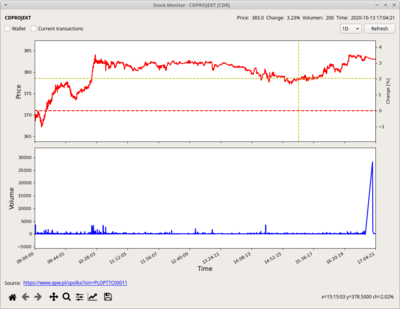 Stock Monitor - CDPROJEKT [CDR]
CDPROJEKT
Price: 383.0 Change: 3.23% Volumen: 200 Time: 2020-10-13 17:04:21
Wallet Current transactions
1D Refresh
385
380
375
370
365
Price
4
3
2
1
0
−1
Change [%]
30000
25000
20000
15000
10000
5000
0
−5000
Volume
09:00:00 09:44:01 10:28:03 11:12:05 11:56:07 12:40:09 13:24:11 14:08:13 14:52:15 15:36:17 16:20:19 17:04:21
Time
Source: https://www.gpw.pl/spolka?isin=PLOPTTC00011
x=15:15:03 y=378.5000 ch=2.02%